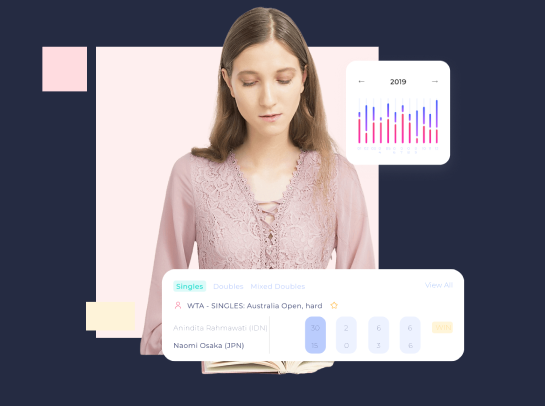 ← 2019 →
Singles Doubles Mixed Doubles View All
WTA - SINGLES: Australia Open, hard
Anindita Rahmawati (IDN) 30 2 6 6
Naomi Osaka (JPN) 15 0 3 6